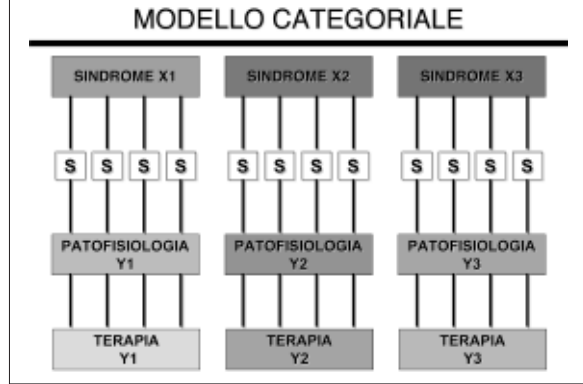 MODELLO CATEGORIALE
SINDROME X1 SINDROME X2 SINDROME X3
S S S S S S S S S S S S
PATOFISIOLOGIA Y1 PATOFISIOLOGIA Y2 PATOFISIOLOGIA Y3
TERAPIA Y1 TERAPIA Y2 TERAPIA Y3